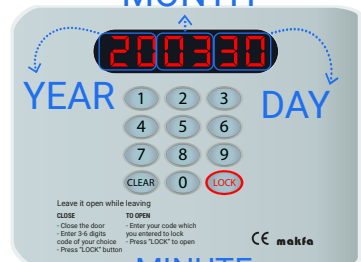 MONTH
200330
YEAR
DAY
1 2 3
4 5 6
7 8 9
CLEAR 0 LOCK
Leave it open while leaving
CLOSE
- Close the door
- Enter 3-6 digits
code of your choice
- Press "LOCK" button
TO OPEN
- Enter your code which
you entered to lock
- Press "LOCK" to open
CE makfa
MINUTE